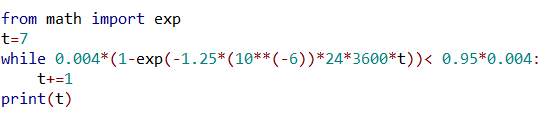 from math import exp
t=7
while 0.004*(1-exp(-1.25*(10**(-6))*24*3600*t))< 0.95*0.004:
    t+=1
print(t)